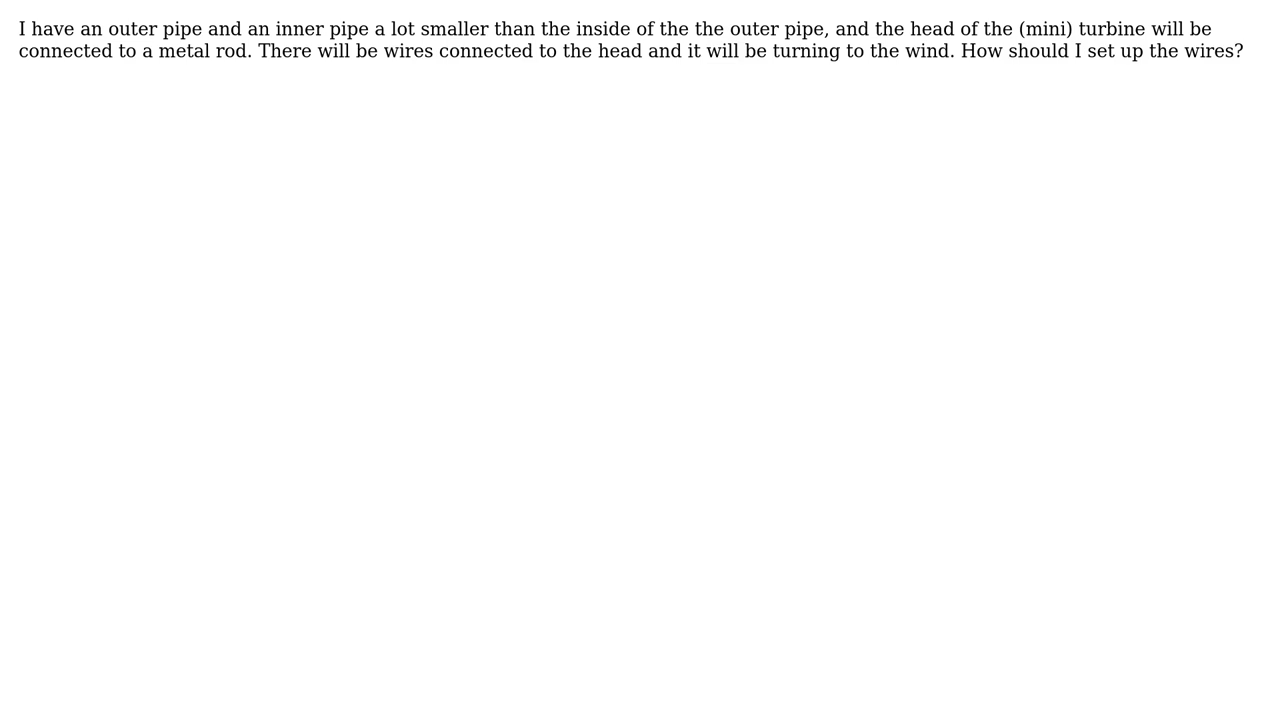 I have an outer pipe and an inner pipe a lot smaller than the inside of the the outer pipe, and the head of the (mini) turbine will be
connected to a metal rod. There will be wires connected to the head and it will be turning to the wind. How should I set up the wires?